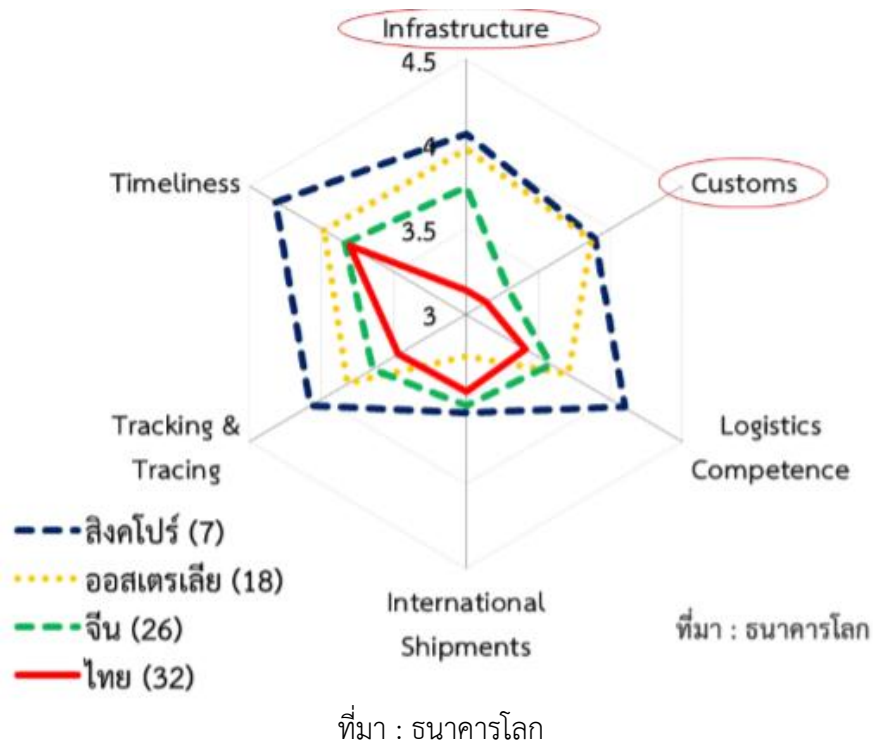 Infrastructure
4.5
4
Timeliness
Customs
3.5
3
Tracking &
Tracing
Logistics
Competence
International
Shipments
สิงคโปร์ (7)
ออสเตรเลีย (18)
จีน (26)
ไทย (32)
ที่มา : ธนาคารโลก
ที่มา : ธนาคารโลก